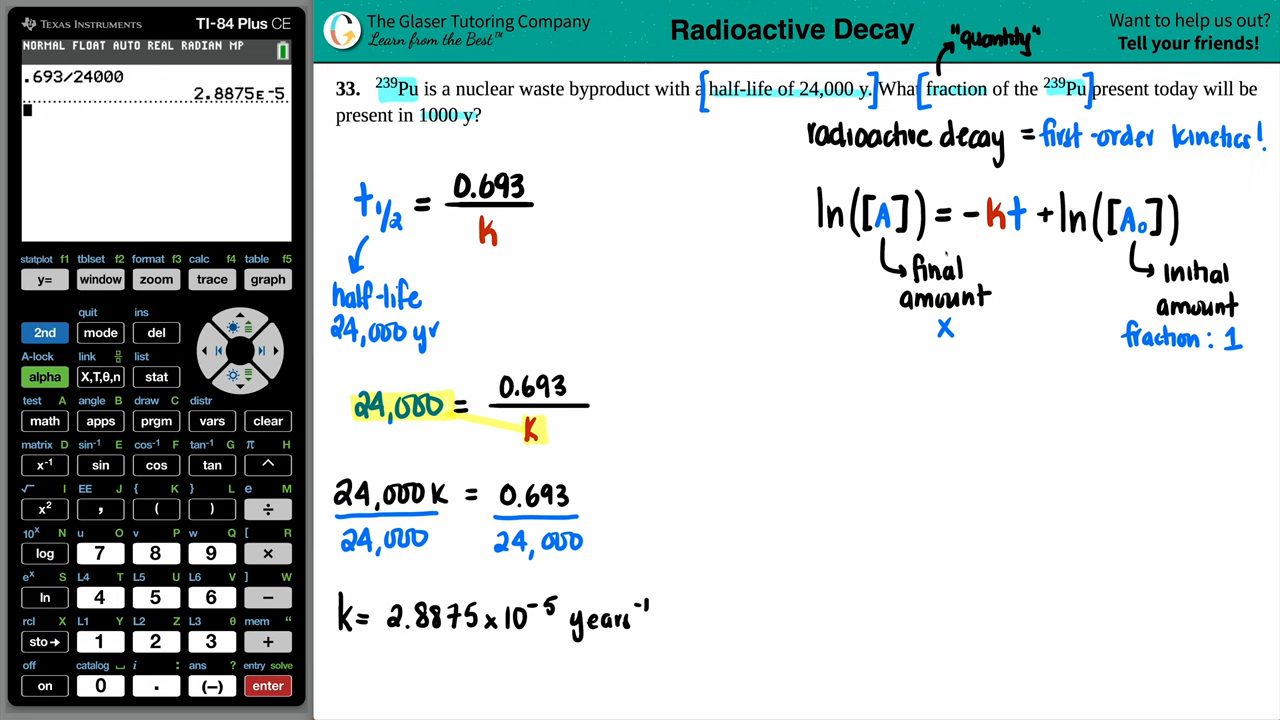 TEXAS INSTRUMENTS TI-84 Plus CE
NORMAL FLOAT AUTO REAL RADIAN MP
.693/24000
2.8875E-5
statplot f1 tblset f2 format f3 calc f4 table f5
y= window zoom trace graph
quit ins
2nd mode del
A-lock link list
alpha X,T,θ,n stat
test A angle B draw C distr
math apps prgm vars clear
matrix D sin⁻¹ E cos⁻¹ F tan⁻¹ G π H
x⁻¹ sin cos tan ^
√ I EE J { K } L e M
x² , ( ) ÷
10ˣ N u O v P w Q [ R
log 7 8 9 ×
eˣ S L4 T L5 U L6 V ] W
ln 4 5 6 −
rcl X L1 Y L2 Z L3 θ mem "
sto→ 1 2 3 +
off catalog ⎵ i : ans ? entry solve
on 0 . (−) enter
The Glaser Tutoring Company
Learn from the Best™
Radioactive Decay
Want to help us out?
Tell your friends!
"quantity"
33. ²³⁹Pu is a nuclear waste byproduct with a [half-life of 24,000 y.] What [fraction of the ²³⁹Pu] present today will be
present in 1000 y?
radioactive decay = first-order kinetics!
t1/2 = 0.693 / k
half-life
24,000 yr
ln([A]) = -kt + ln([A₀])
final
amount
x
initial
amount
fraction: 1
24,000 = 0.693 / k
24,000k = 0.693
24,000 24,000
k = 2.8875 x 10⁻⁵ years⁻¹